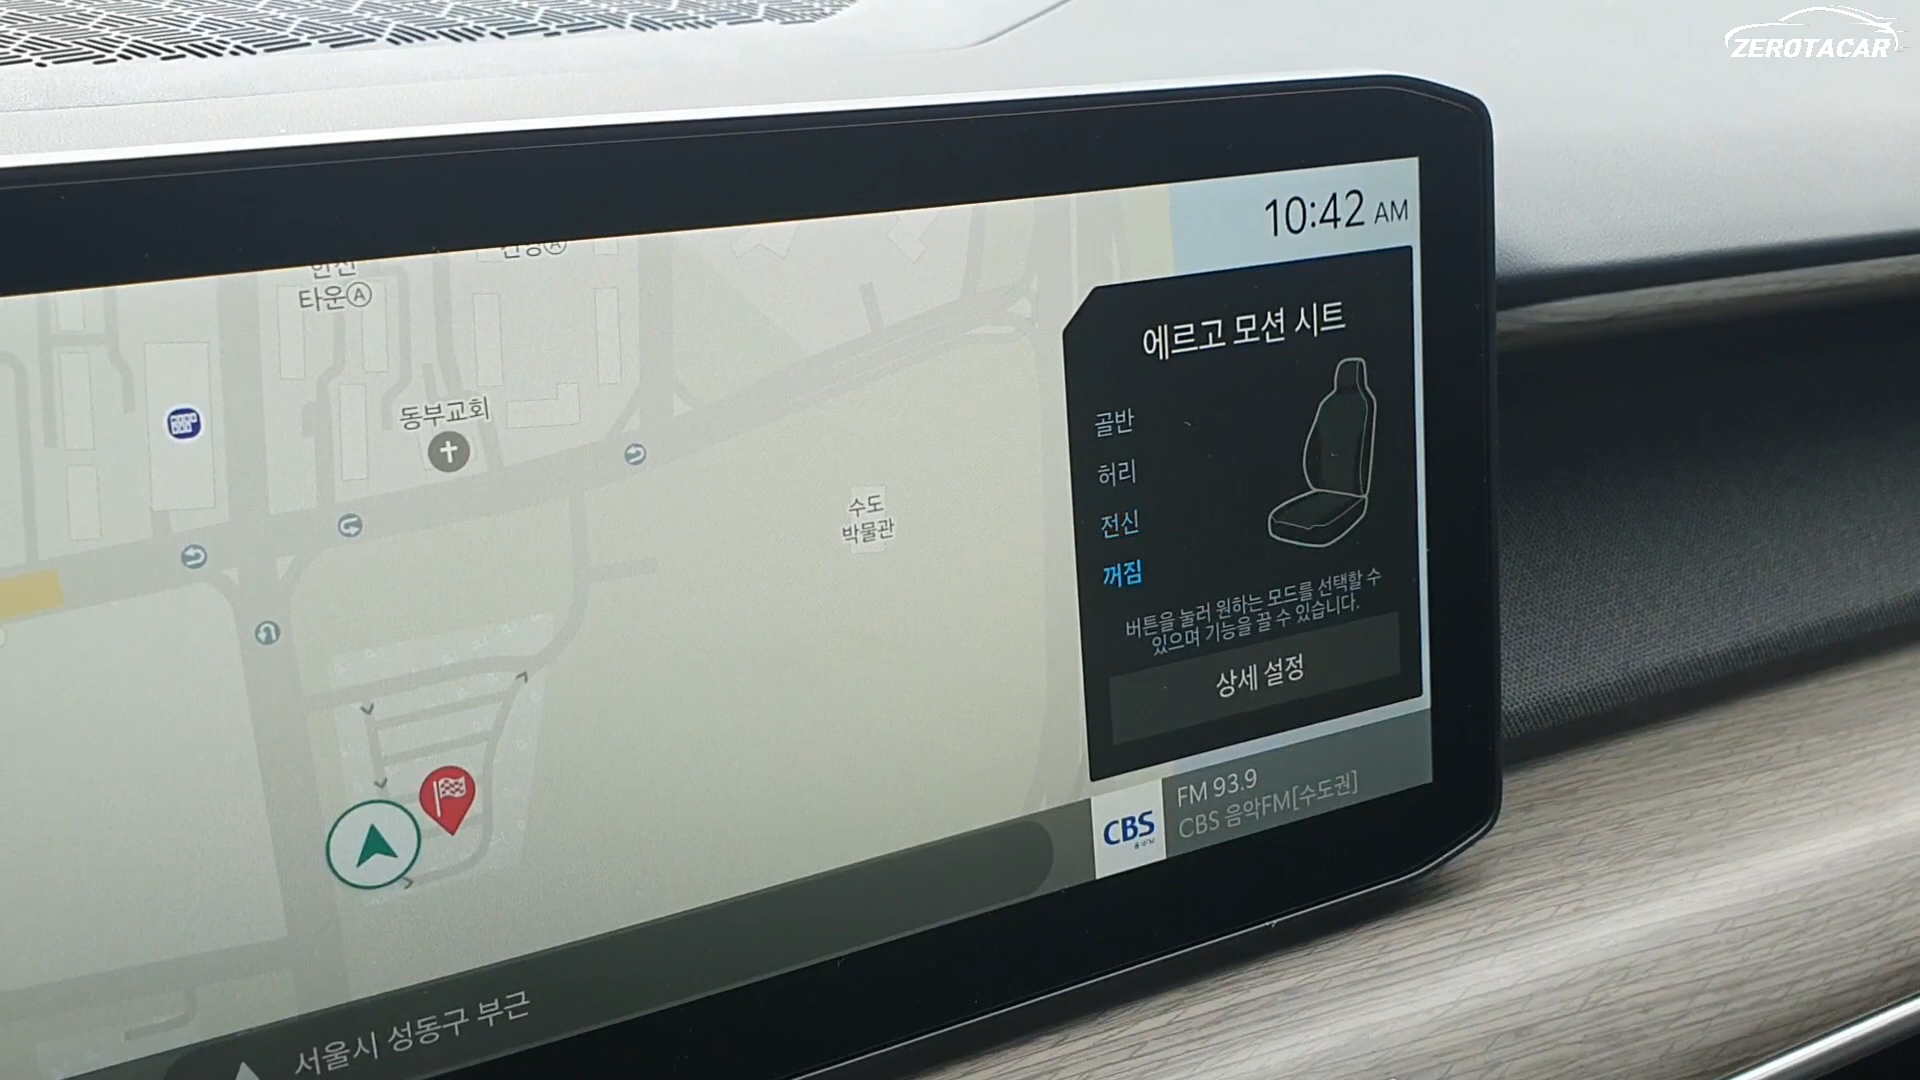 ZEROTACAR
10:42 AM
타운Ⓐ
에르고 모션 시트
동부교회
골반
허리
수도
박물관
전신
꺼짐
버튼을 눌러 원하는 모드를 선택할 수
있으며 기능을 끌 수 있습니다.
상세 설정
FM 93.9
CBS
CBS 음악FM[수도권]
서울시 성동구 부근